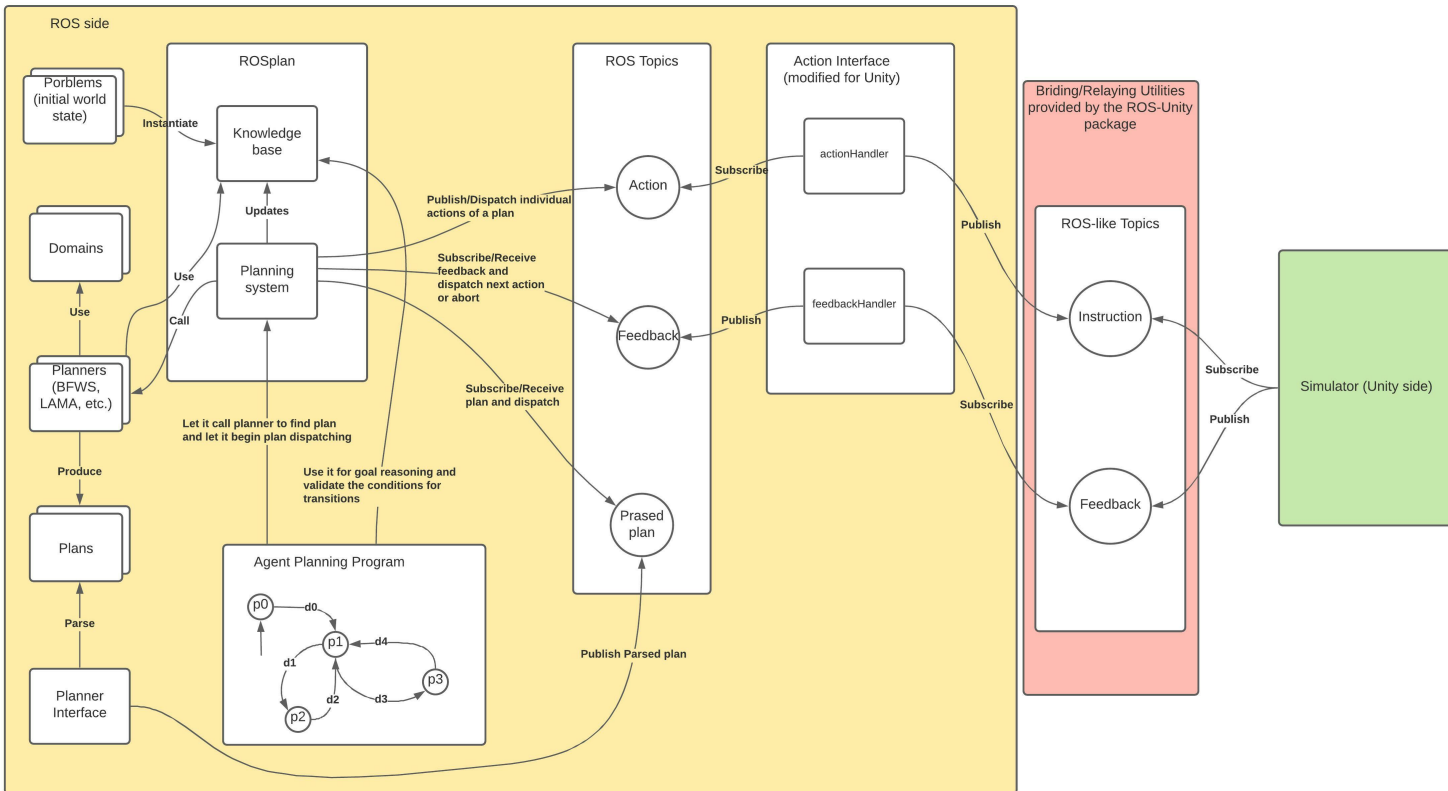 ROS side
Porblems
(initial world
state)
Instantiate
Domains
Use
Planners
(BFWS,
LAMA, etc.)
Produce
Plans
Parse
Planner
Interface
ROSplan
Knowledge
base
Updates
Planning
system
Use
Call
Let it call planner to find plan
and let it begin plan dispatching
Use it for goal reasoning and
validate the conditions for
transitions
Agent Planning Program
p0
d0
p1
d4
d1
p3
d2
d3
p2
Publish/Dispatch individual
actions of a plan
Subscribe/Receive
feedback and
dispatch next action
or abort
Subscribe/Receive
plan and dispatch
ROS Topics
Action
Feedback
Prased
plan
Publish Parsed plan
Subscribe
Publish
Action Interface
(modified for Unity)
actionHandler
feedbackHandler
Publish
Subscribe
Briding/Relaying Utilities
provided by the ROS-Unity
package
ROS-like Topics
Instruction
Feedback
Subscribe
Publish
Simulator (Unity side)